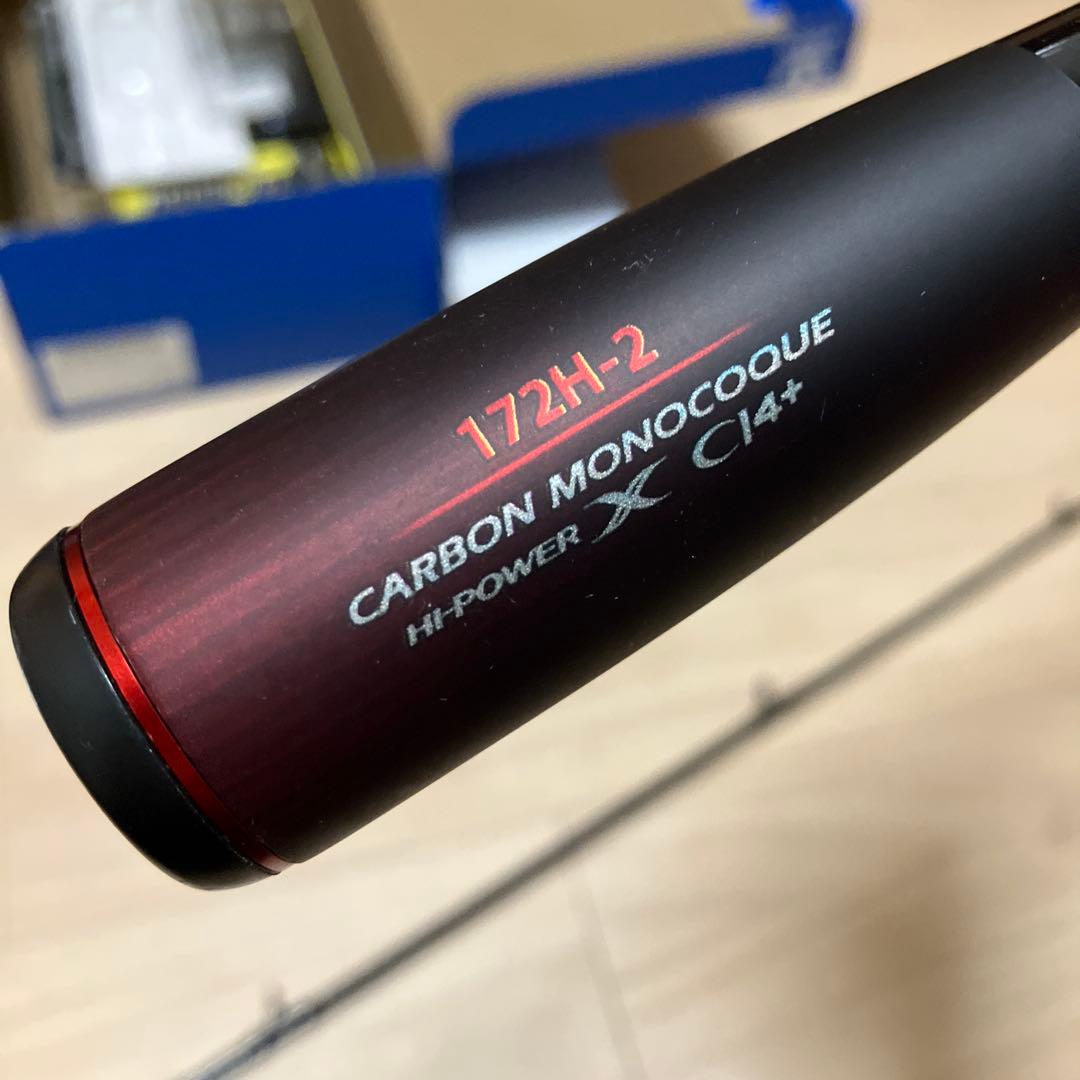 172H-2
CARBON MONOCOQUE
HI-POWER X CI4+